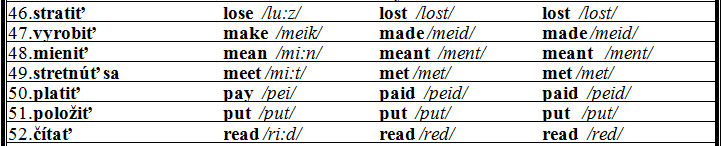 46.stratiť lose /lu:z/ lost /lost/ lost /lost/
47.vyrobiť make /meik/ made /meid/ made /meid/
48.mieniť mean /mi:n/ meant /ment/ meant /ment/
49.stretnúť sa meet /mi:t/ met /met/ met /met/
50.platiť pay /pei/ paid /peid/ paid /peid/
51.položiť put /put/ put /put/ put /put/
52.čítať read /ri:d/ read /red/ read /red/